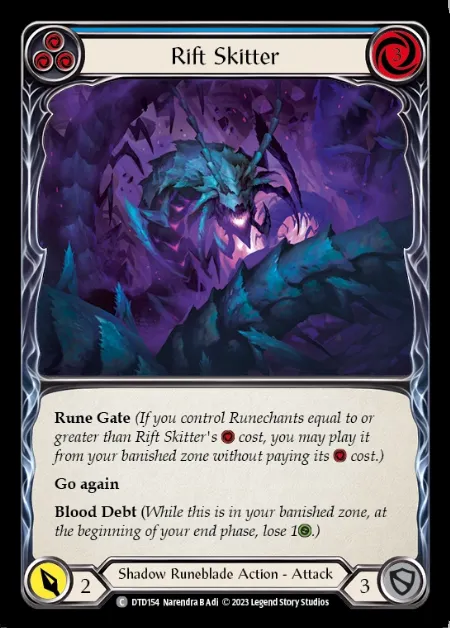 Rift Skitter
3
Rune Gate (If you control Runechants equal to or
greater than Rift Skitter's cost, you may play it
from your banished zone without paying its cost.)
Go again
Blood Debt (While this is in your banished zone, at
the beginning of your end phase, lose 1.)
2
Shadow Runeblade Action - Attack
3
C DTD154 Narendra B Adi © 2023 Legend Story Studios